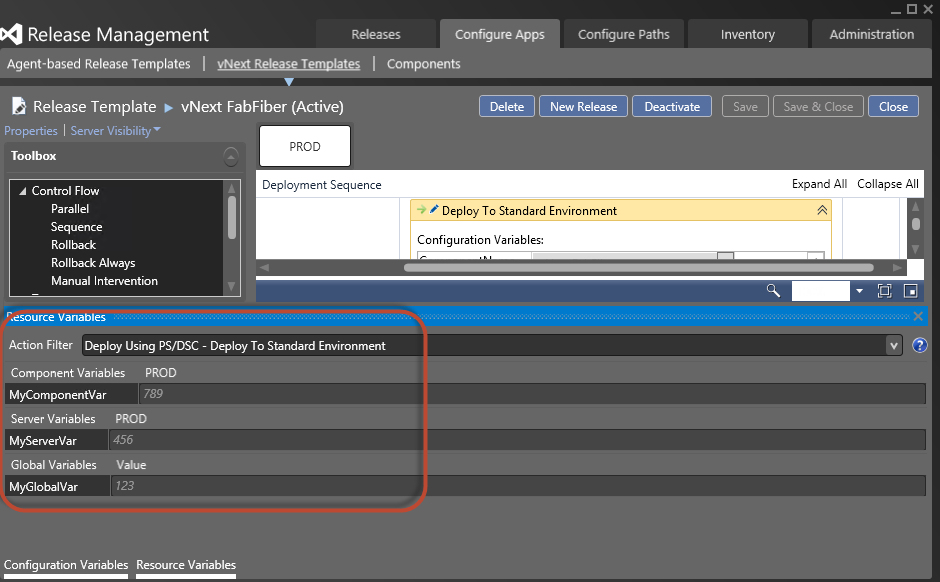 Release Management
Releases
Configure Apps
Configure Paths
Inventory
Administration
Agent-based Release Templates | vNext Release Templates | Components
Release Template ▸ vNext FabFiber (Active)
Delete
New Release
Deactivate
Save
Save & Close
Close
Properties | Server Visibility
Toolbox
Control Flow
Parallel
Sequence
Rollback
Rollback Always
Manual Intervention
PROD
Deployment Sequence
Expand All Collapse All
Deploy To Standard Environment
Configuration Variables:
Resource Variables
Action Filter Deploy Using PS/DSC - Deploy To Standard Environment
Component Variables PROD
MyComponentVar 789
Server Variables PROD
MyServerVar 456
Global Variables Value
MyGlobalVar 123
Configuration Variables Resource Variables